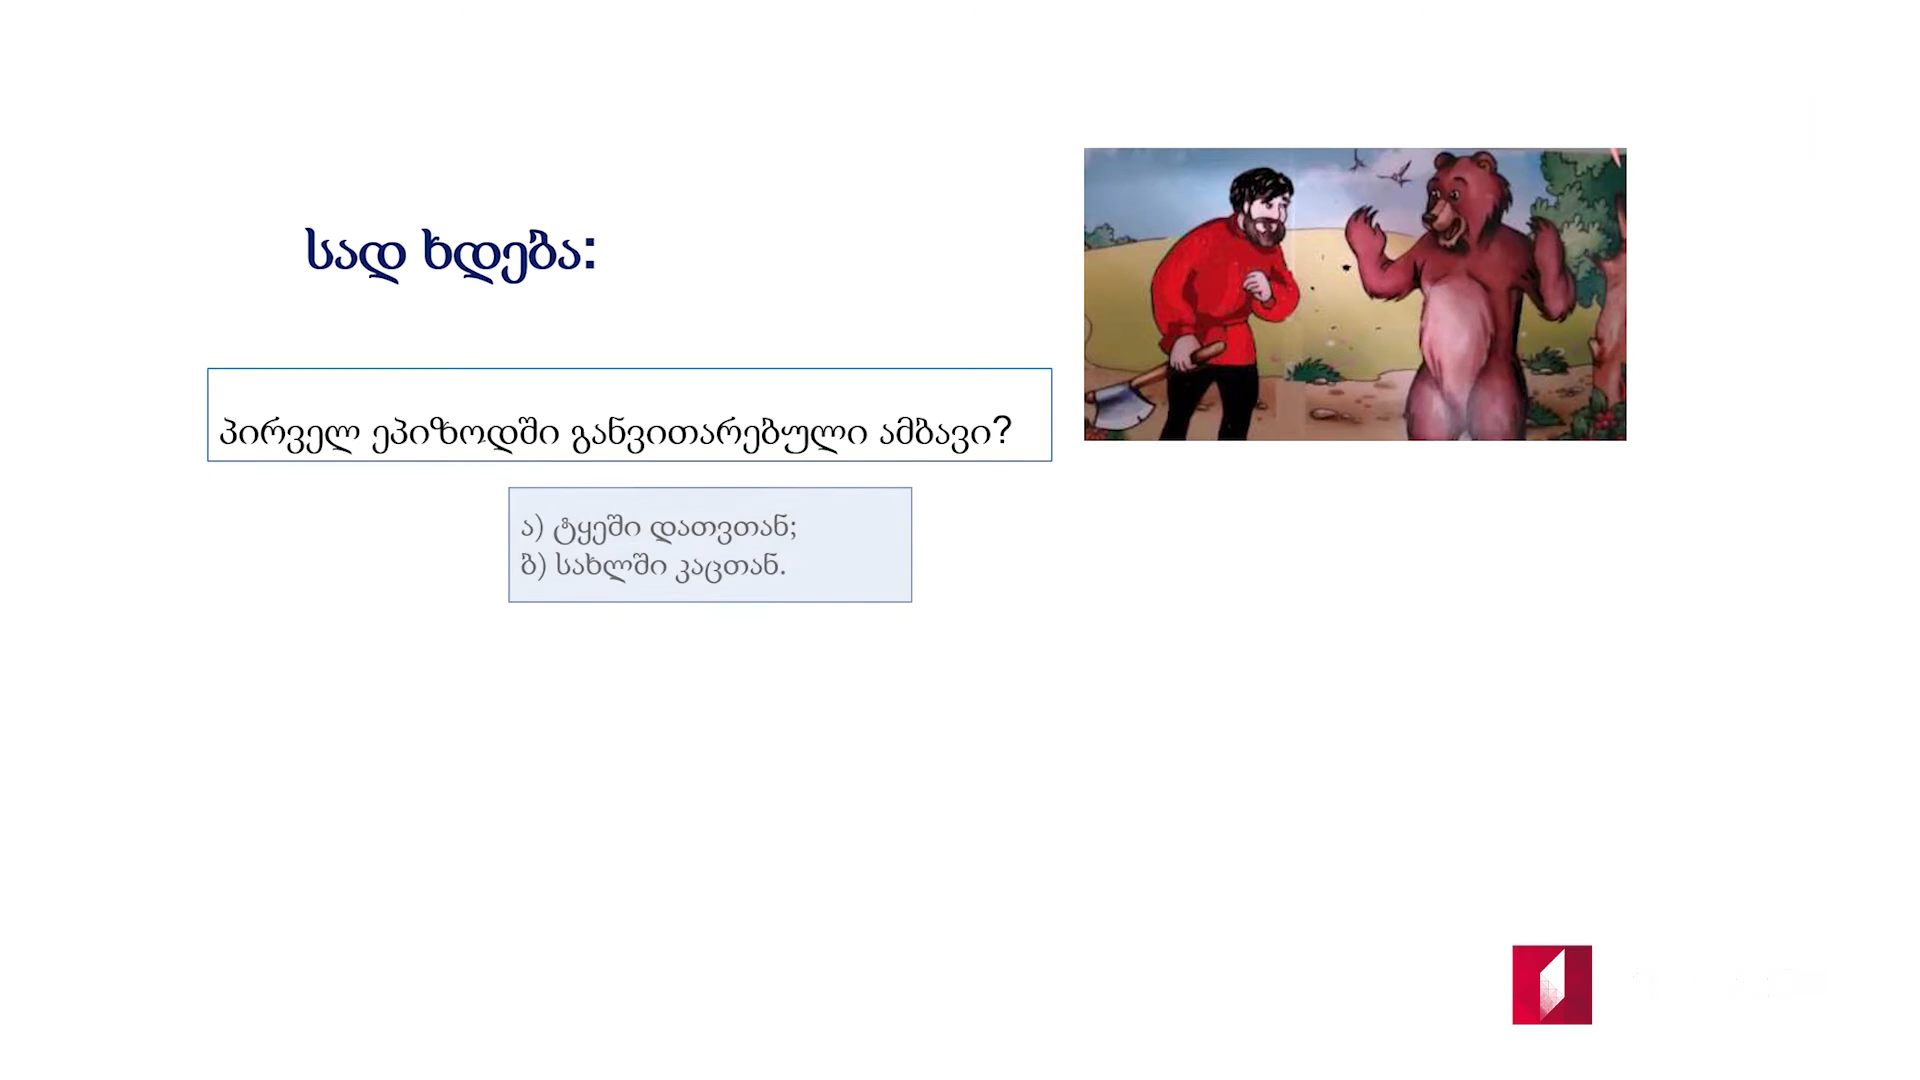 სად ხდება:
პირველ ეპიზოდში განვითარებული ამბავი?
ა) ტყეში დათვთან;
ბ) სახლში კაცთან.